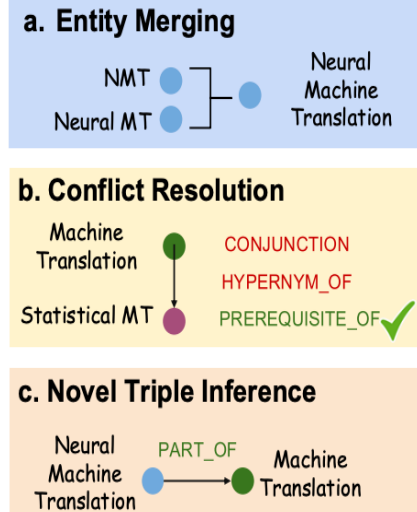 a. Entity Merging
NMT
Neural MT
Neural
Machine
Translation
b. Conflict Resolution
Machine
Translation
Statistical MT
CONJUNCTION
HYPERNYM_OF
PREREQUISITE_OF
c. Novel Triple Inference
Neural
Machine
Translation
PART_OF
Machine
Translation